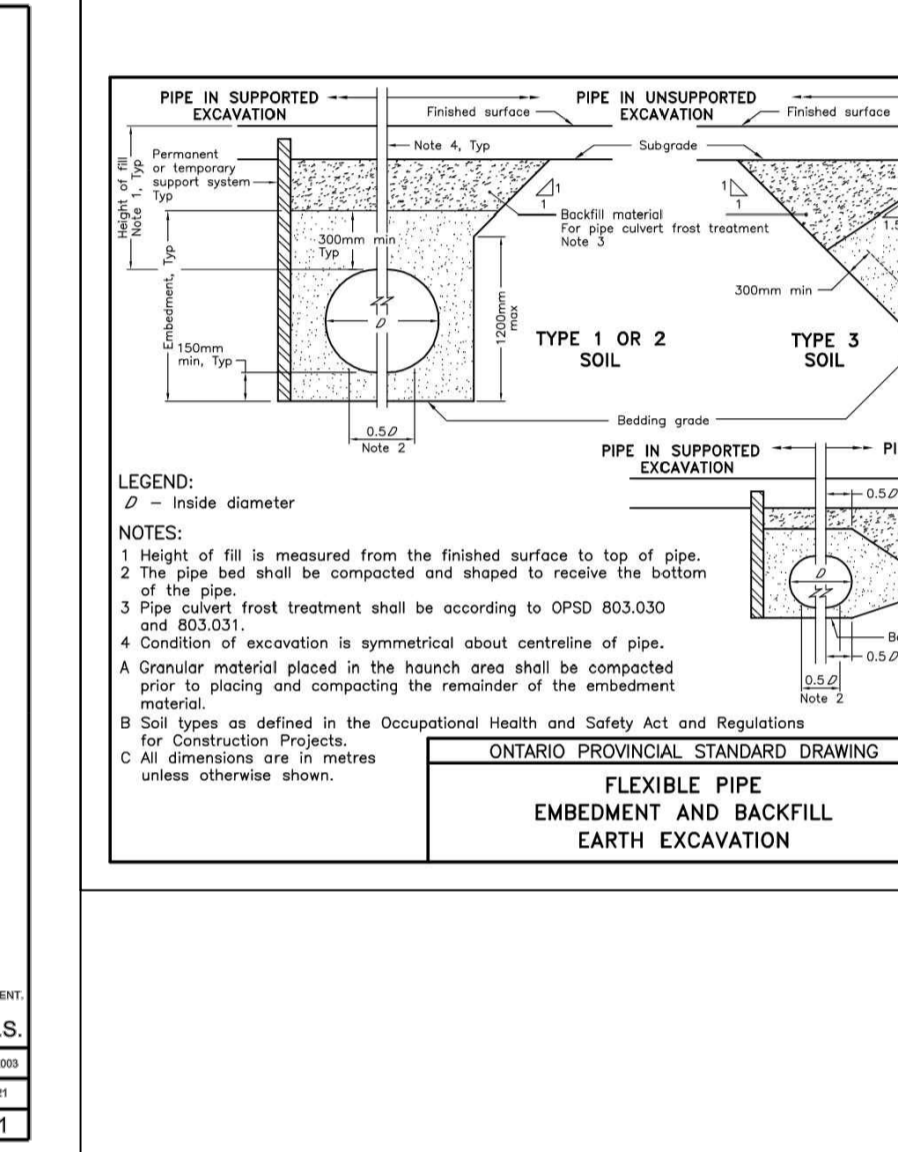 PIPE IN SUPPORTED
EXCAVATION
PIPE IN UNSUPPORTED
EXCAVATION
Finished surface
Finished surface
Note 4, Typ
Subgrade
Height of fill
Note 1, Typ
Permanent
or temporary
support system
Typ
1
1
1
1
Backfill material
For pipe culvert frost treatment
Note 3
300mm min
Typ
300mm min
Embedment, Typ
D
1200mm
max
TYPE 1 OR 2
SOIL
TYPE 3
SOIL
150mm
min, Typ
0.5D
Note 2
Bedding grade
PIPE IN SUPPORTED
EXCAVATION
0.5D
D
0.5D
0.5D
Note 2
LEGEND:
D – Inside diameter
NOTES:
1 Height of fill is measured from the finished surface to top of pipe.
2 The pipe bed shall be compacted and shaped to receive the bottom
of the pipe.
3 Pipe culvert frost treatment shall be according to OPSD 803.030
and 803.031.
4 Condition of excavation is symmetrical about centreline of pipe.
A Granular material placed in the haunch area shall be compacted
prior to placing and compacting the remainder of the embedment
material.
B Soil types as defined in the Occupational Health and Safety Act and Regulations
for Construction Projects.
C All dimensions are in metres
unless otherwise shown.
ONTARIO PROVINCIAL STANDARD DRAWING
FLEXIBLE PIPE
EMBEDMENT AND BACKFILL
EARTH EXCAVATION
ENT.
.S.
003
1